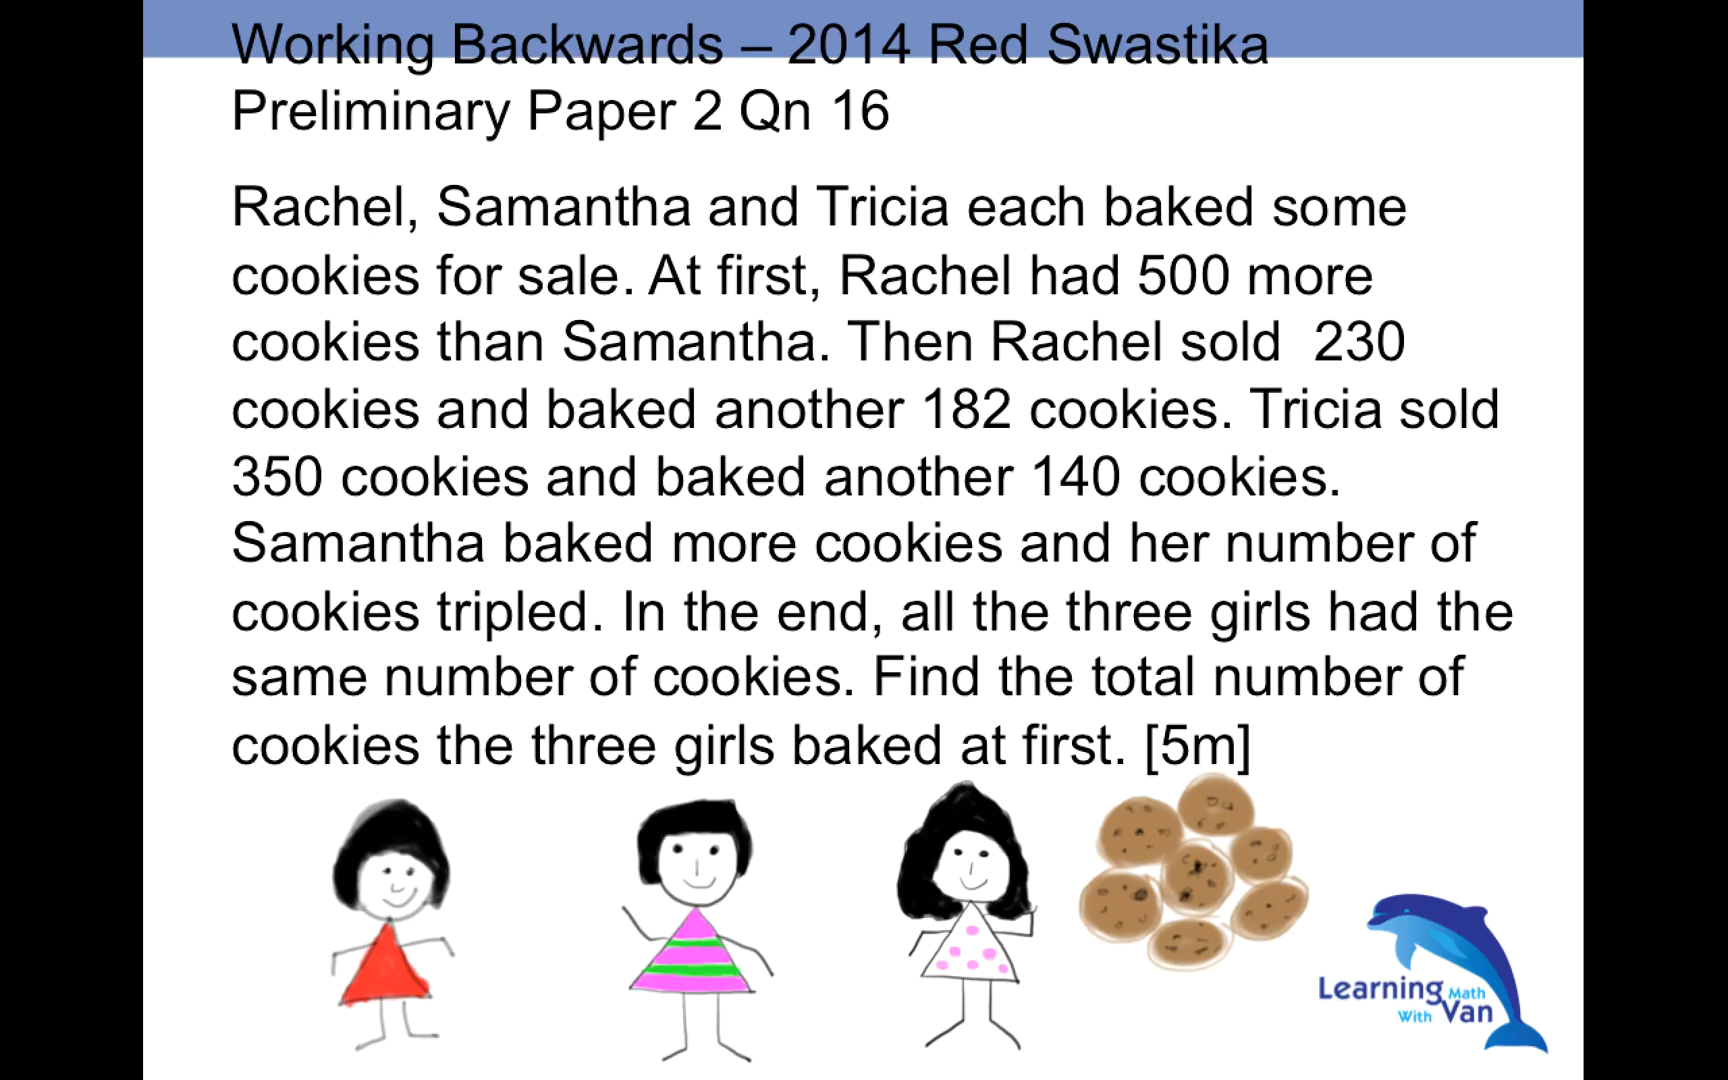 Working Backwards – 2014 Red Swastika
Preliminary Paper 2 Qn 16
Rachel, Samantha and Tricia each baked some
cookies for sale. At first, Rachel had 500 more
cookies than Samantha. Then Rachel sold  230
cookies and baked another 182 cookies. Tricia sold
350 cookies and baked another 140 cookies.
Samantha baked more cookies and her number of
cookies tripled. In the end, all the three girls had the
same number of cookies. Find the total number of
cookies the three girls baked at first. [5m]
Learning Math
With Van